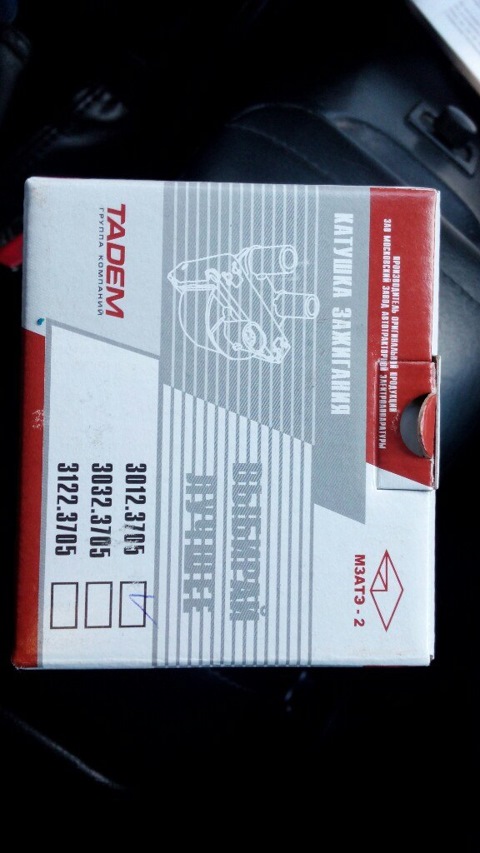 ПРОИЗВОДИТЕЛЬ ОРИГИНАЛЬНОЙ ПРОДУКЦИИ
ЗАО МОСКОВСКИЙ ЗАВОД АВТОТРАКТОРНОЙ ЭЛЕКТРОАППАРАТУРЫ
КАТУШКА ЗАЖИГАНИЯ
МЗАТЭ - 2
ВЫБИРАЙ
ЛУЧШЕЕ
TADEM
ГРУППА КОМПАНИЙ
3012.3705
3032.3705
3122.3705